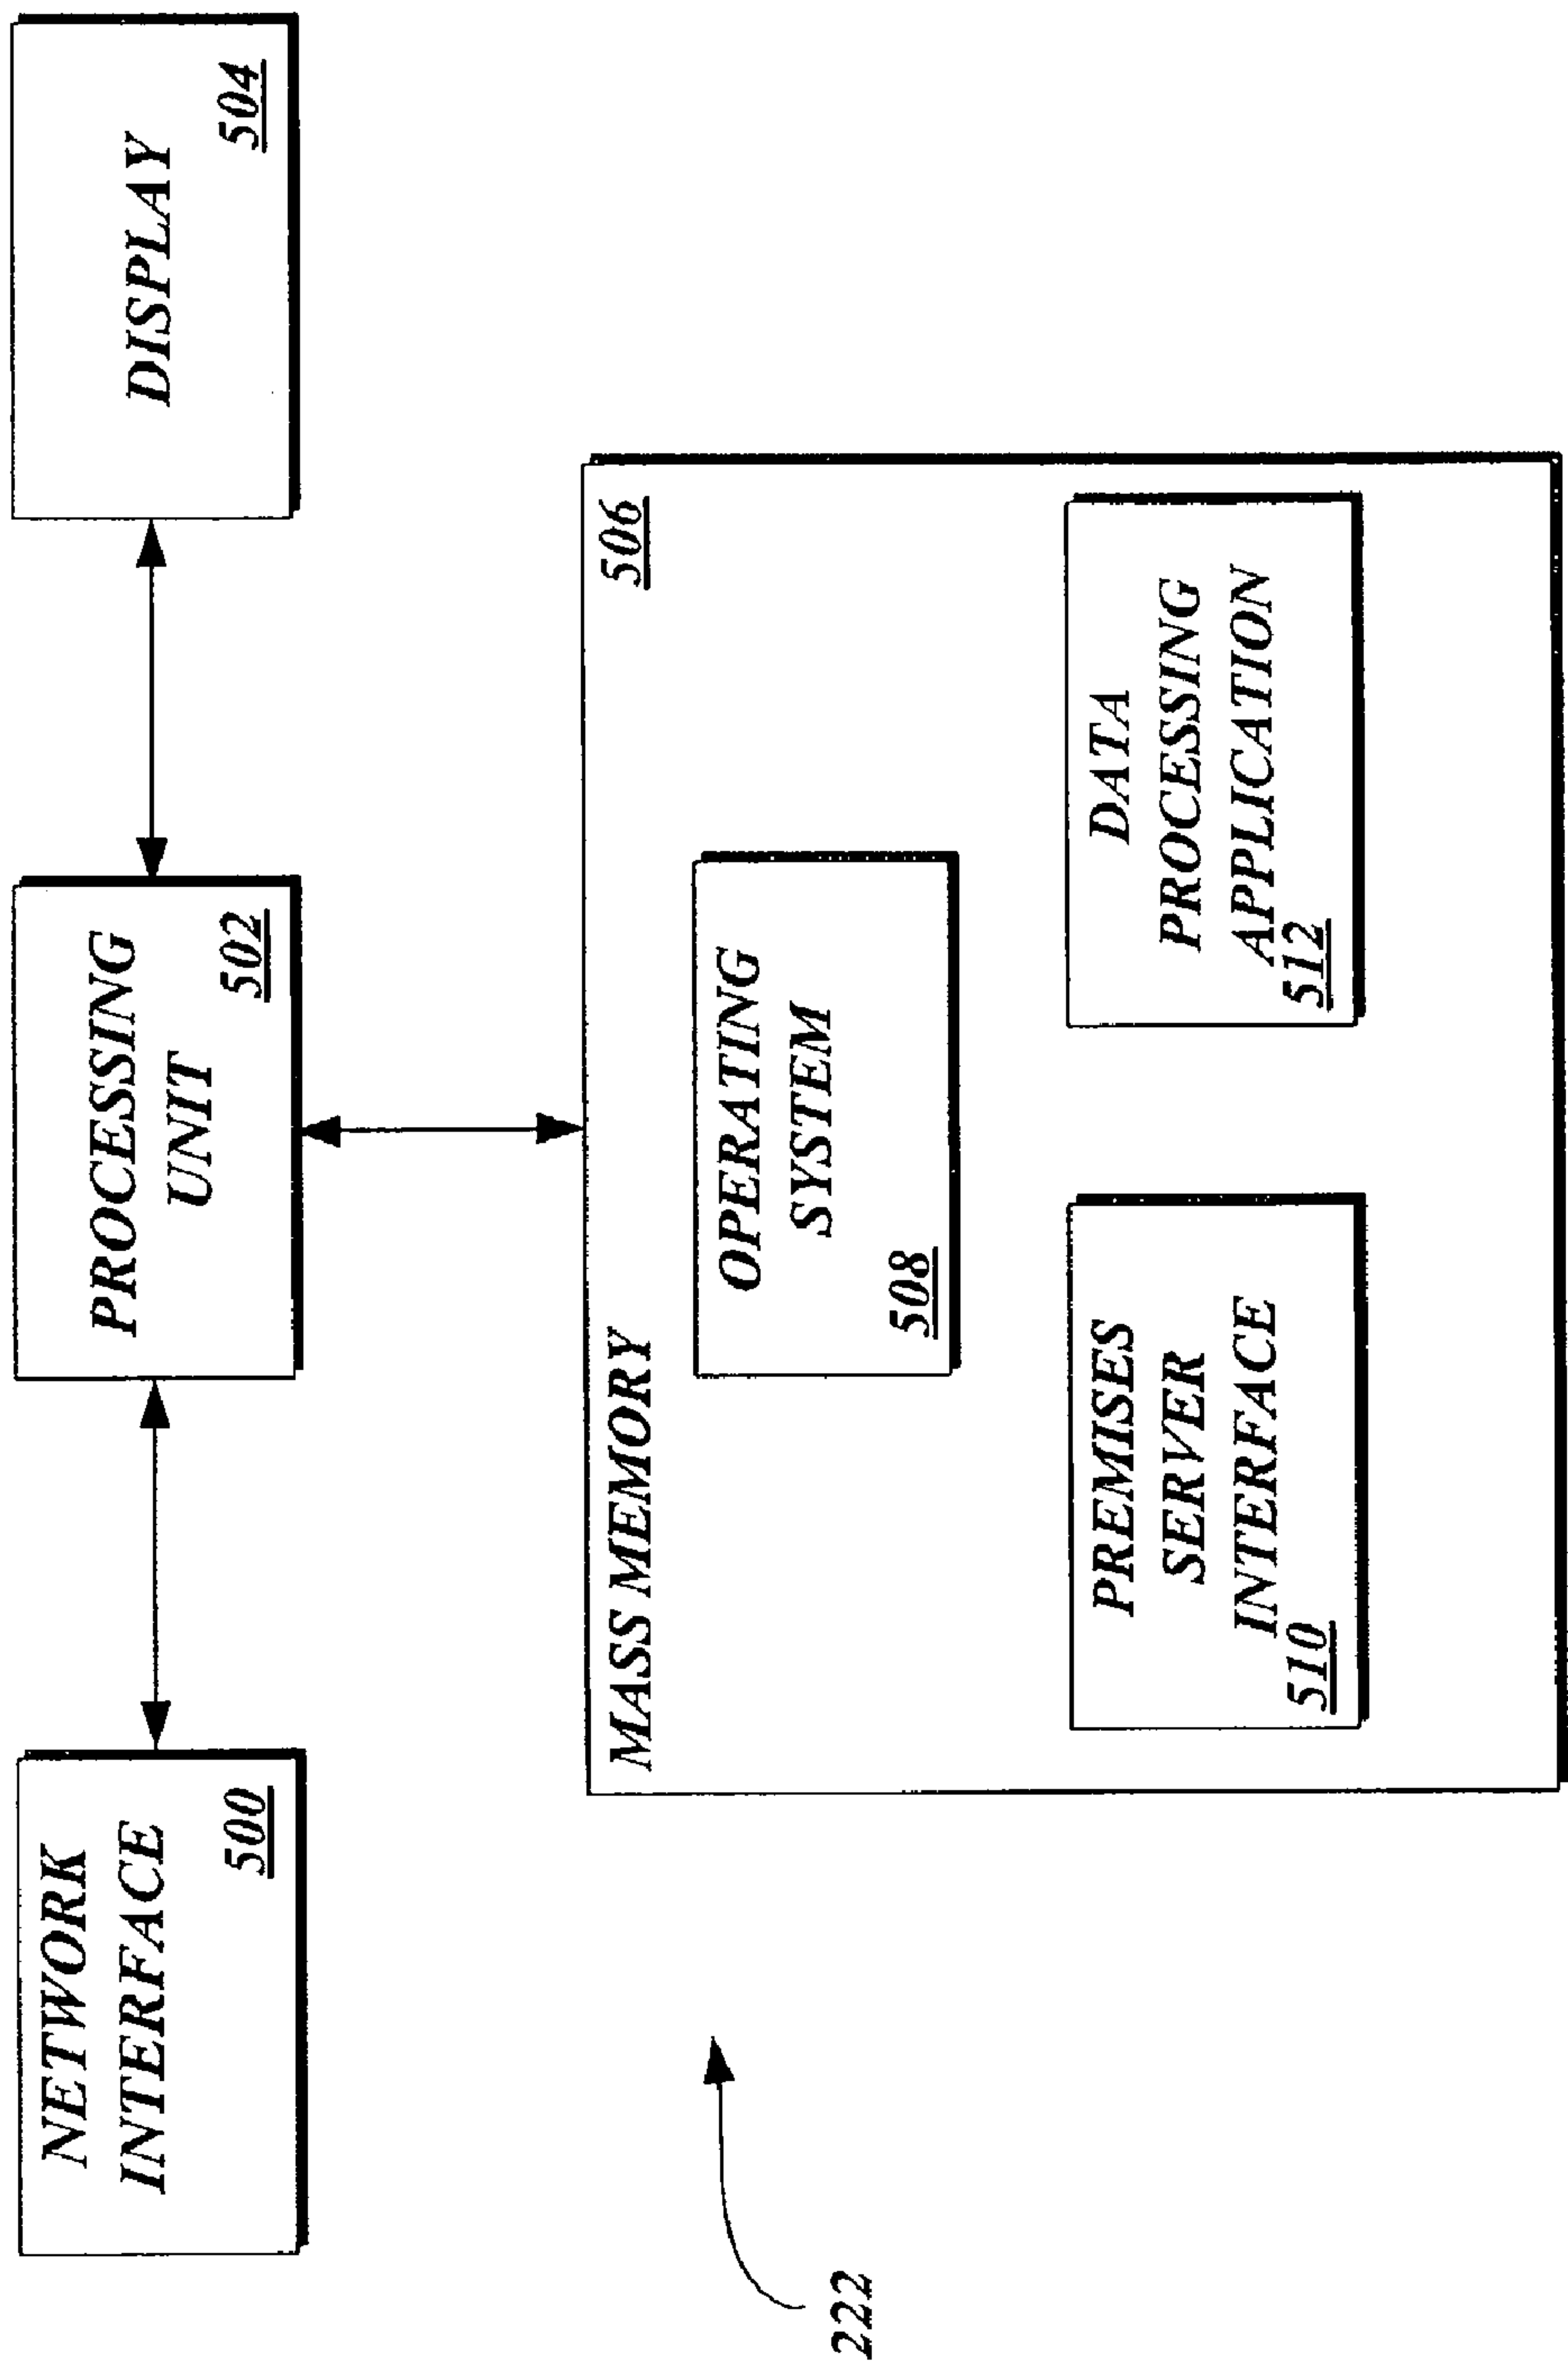 NETWORK
INTERFACE
500
PROCESSING
UNIT
502
DISPLAY
504
MASS MEMORY
506
OPERATING
SYSTEM
508
PREMISES
SERVER
INTERFACE
510
DATA
PROCESSING
APPLICATION
512
222